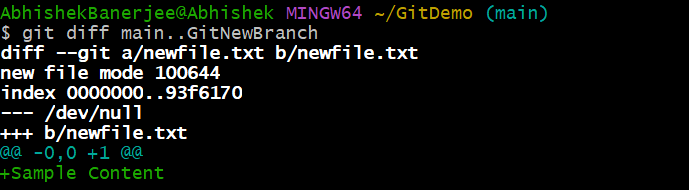 AbhishekBanerjee@Abhishek MINGW64 ~/GitDemo (main)
$ git diff main..GitNewBranch
diff --git a/newfile.txt b/newfile.txt
new file mode 100644
index 0000000..93f6170
--- /dev/null
+++ b/newfile.txt
@@ -0,0 +1 @@
+Sample Content